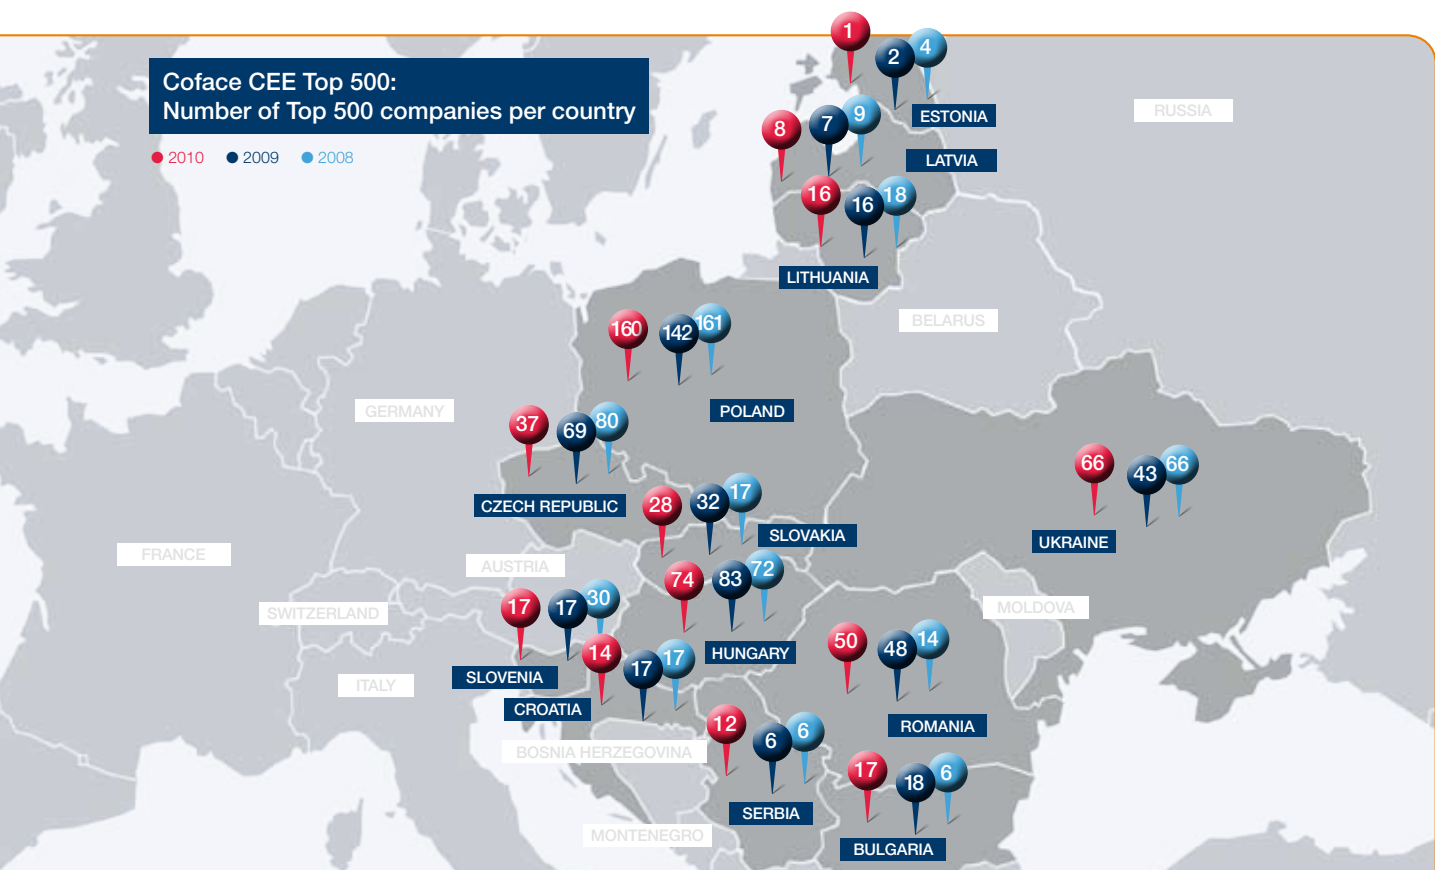 Coface CEE Top 500:
Number of Top 500 companies per country
2010 2009 2008
1 2 4
ESTONIA
RUSSIA
8 7 9
LATVIA
16 16 18
LITHUANIA
BELARUS
160 142 161
POLAND
GERMANY
37 69 80
CZECH REPUBLIC
66 43 66
UKRAINE
28 32 17
SLOVAKIA
FRANCE
AUSTRIA
74 83 72
HUNGARY
SWITZERLAND
MOLDOVA
17 17 30
SLOVENIA
14 17 17
CROATIA
50 48 14
ROMANIA
ITALY
BOSNIA HERZEGOVINA
12 6 6
SERBIA
17 18 6
BULGARIA
MONTENEGRO